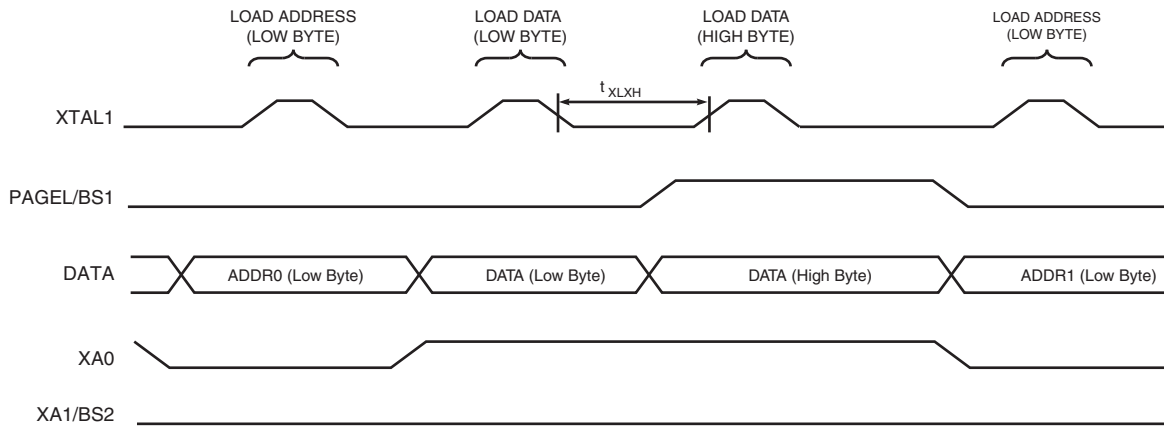 LOAD ADDRESS
(LOW BYTE)
LOAD DATA
(LOW BYTE)
LOAD DATA
(HIGH BYTE)
LOAD ADDRESS
(LOW BYTE)
t XLXH
XTAL1
PAGEL/BS1
DATA
ADDR0 (Low Byte)
DATA (Low Byte)
DATA (High Byte)
ADDR1 (Low Byte)
XA0
XA1/BS2